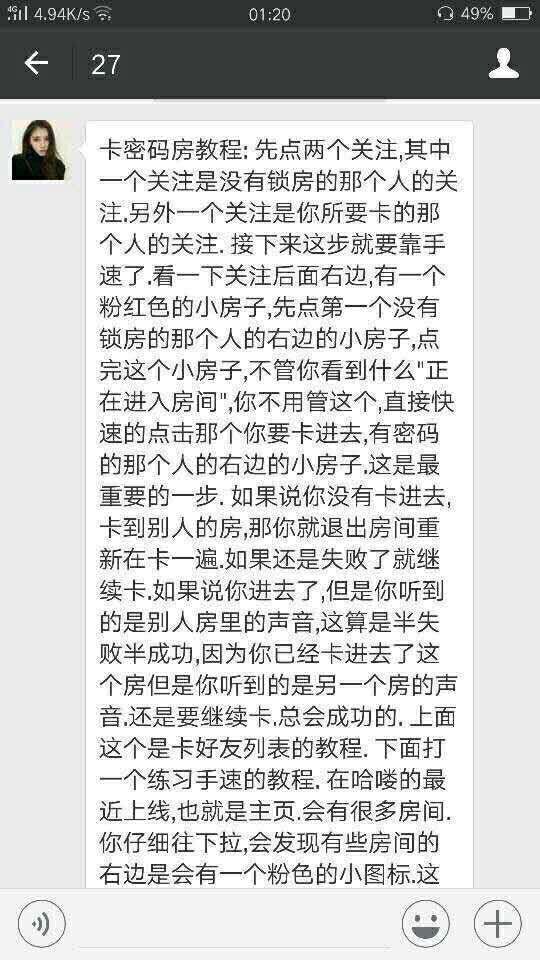 4G 4.94K/s 01:20 49%
27
卡密码房教程: 先点两个关注,其中
一个关注是没有锁房的那个人的关
注.另外一个关注是你所要卡的那
个人的关注. 接下来这步就要靠手
速了.看一下关注后面右边,有一个
粉红色的小房子,先点第一个没有
锁房的那个人的右边的小房子,点
完这个小房子,不管你看到什么"正
在进入房间",你不用管这个,直接快
速的点击那个你要卡进去,有密码
的那个人的右边的小房子.这是最
重要的一步. 如果说你没有卡进去,
卡到别人的房,那你就退出房间重
新在卡一遍.如果还是失败了就继
续卡.如果说你进去了,但是你听到
的是别人房里的声音,这算是半失
败半成功,因为你已经卡进去了这
个房但是你听到的是另一个房的声
音.还是要继续卡.总会成功的. 上面
这个是卡好友列表的教程. 下面打
一个练习手速的教程. 在哈喽的最
近上线,也就是主页.会有很多房间.
你仔细往下拉,会发现有些房间的
右边是会有一个粉色的小图标.这